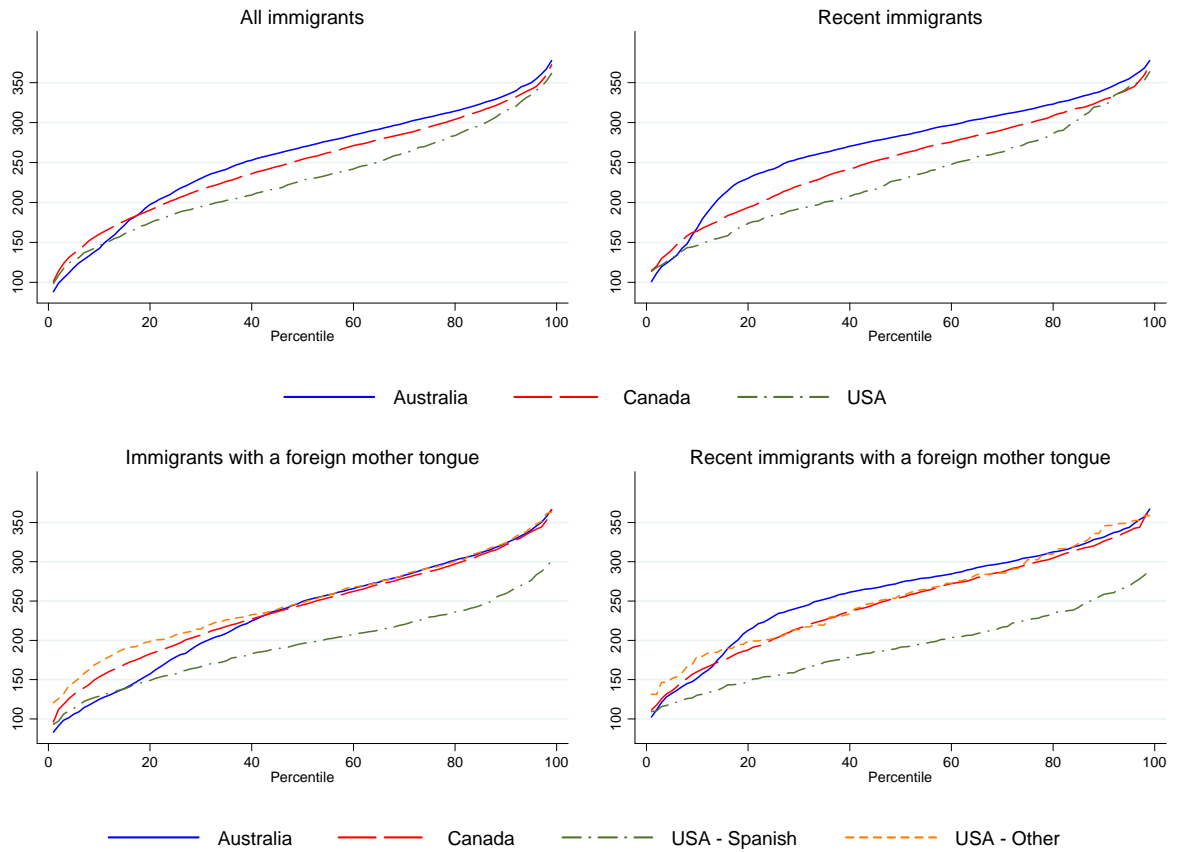 All immigrants
350
300
250
200
150
100
0 20 40 60 80 100
Percentile
Recent immigrants
350
300
250
200
150
100
0 20 40 60 80 100
Percentile
Australia Canada USA
Immigrants with a foreign mother tongue
350
300
250
200
150
100
0 20 40 60 80 100
Percentile
Recent immigrants with a foreign mother tongue
350
300
250
200
150
100
0 20 40 60 80 100
Percentile
Australia Canada USA - Spanish USA - Other